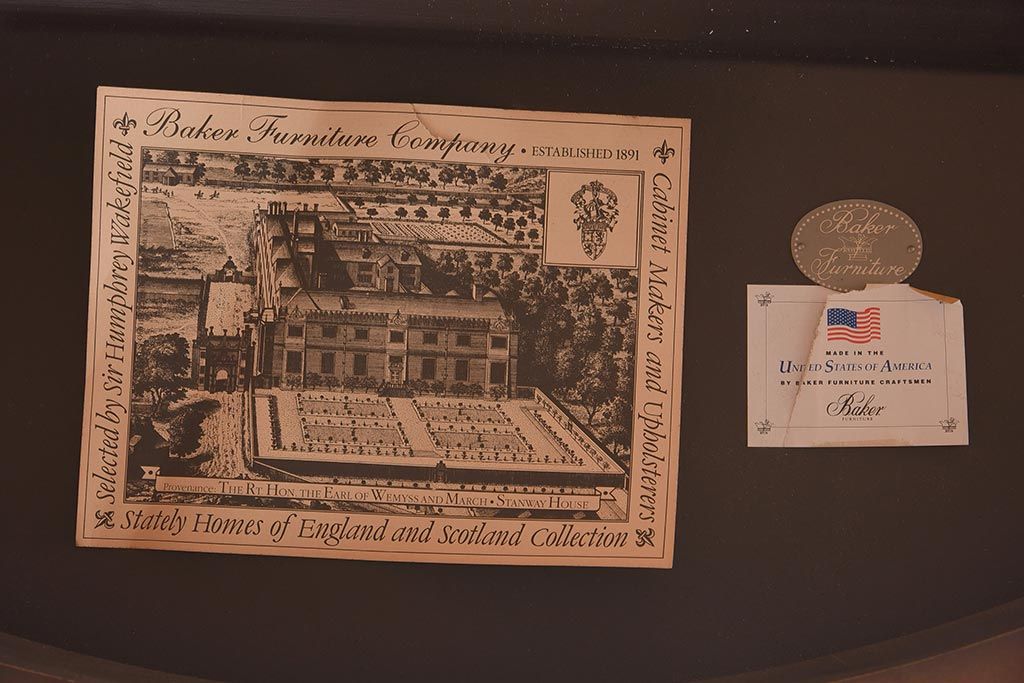 Baker Furniture Company • ESTABLISHED 1891
Cabinet Makers and Upholsterers
Selected by Sir Humphrey Wakefield
Provenance: THE RT. HON. THE EARL OF WEMYSS AND MARCH • STANWAY HOUSE
Stately Homes of England and Scotland Collection
Baker
Furniture
MADE IN THE
UNITED STATES OF AMERICA
BY BAKER FURNITURE CRAFTSMEN
Baker
FURNITURE